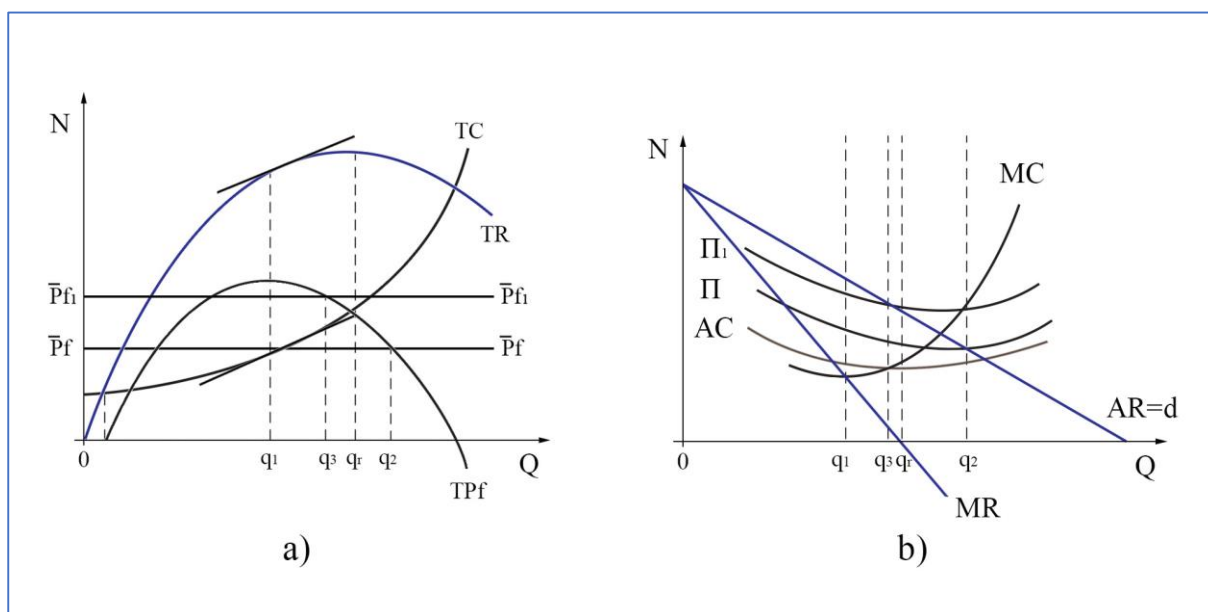 N
TC
TR
P̅f₁
P̅f₁
P̅f
P̅f
0
q₁
q₃
qᵣ
q₂
Q
TPf
a)
N
MC
Π₁
Π
AC
AR=d
0
q₁
q₃
qᵣ
q₂
Q
MR
b)